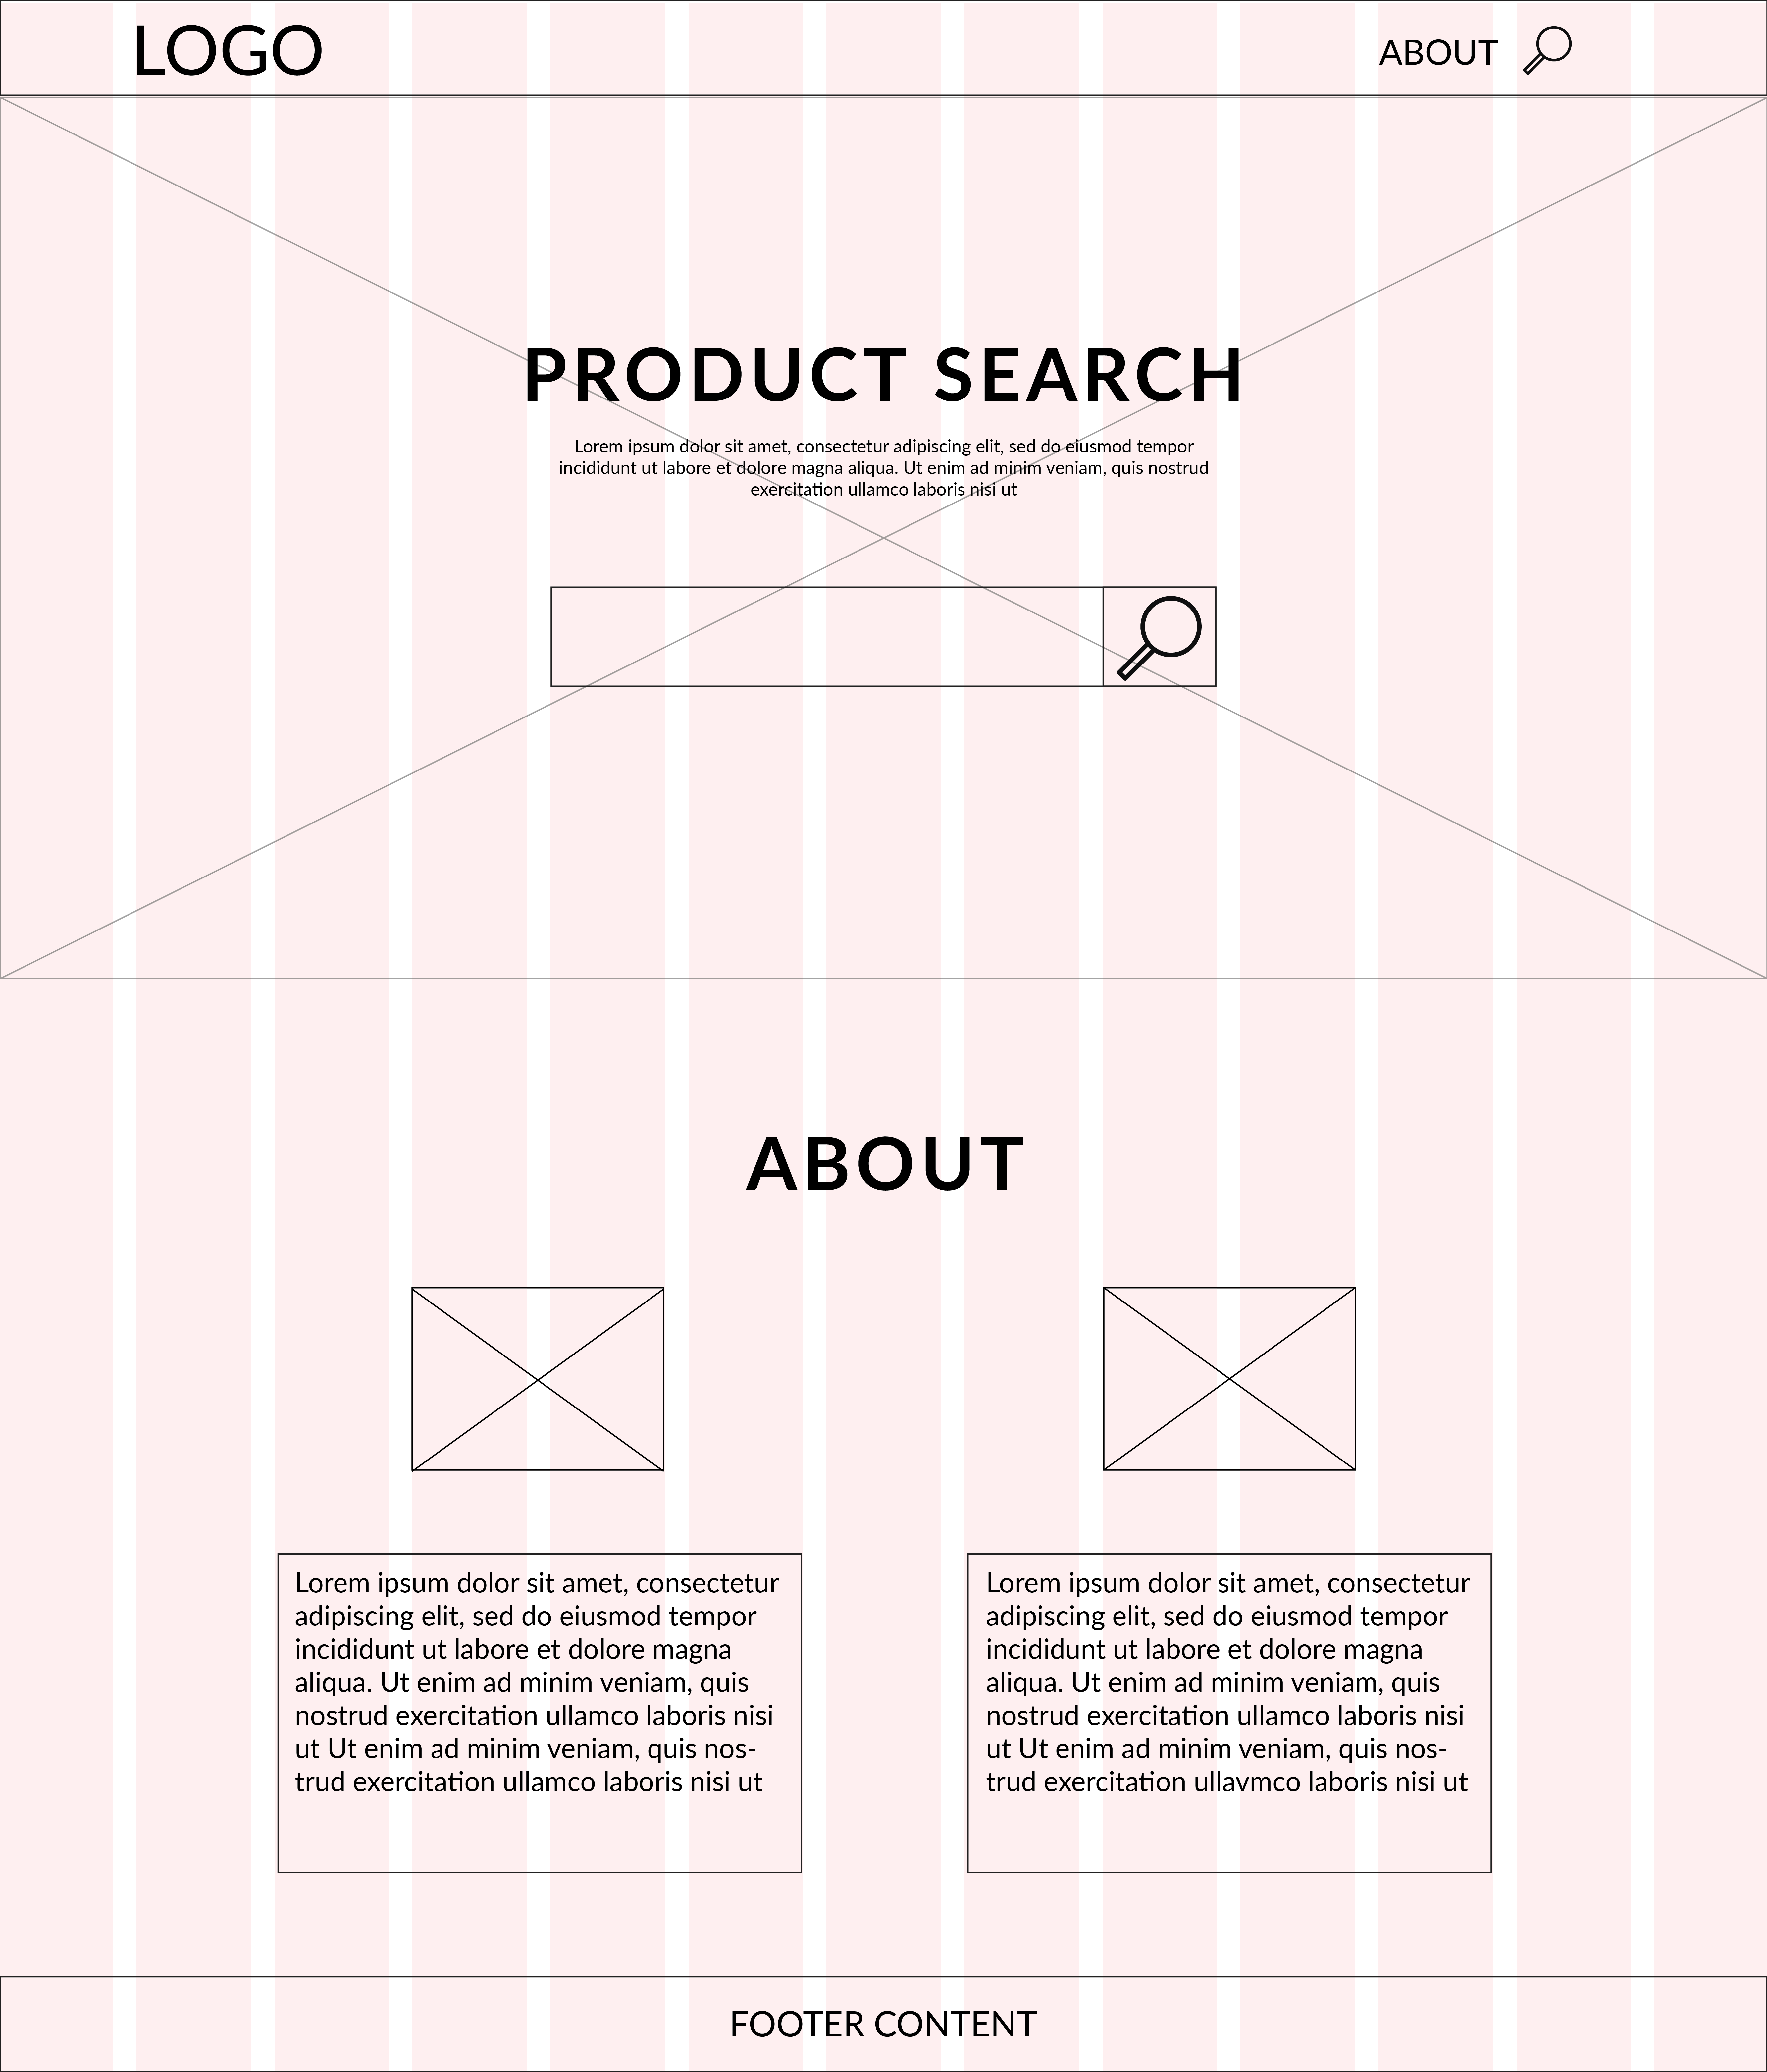 LOGO
ABOUT
PRODUCT SEARCH
Lorem ipsum dolor sit amet, consectetur adipiscing elit, sed do eiusmod tempor
incididunt ut labore et dolore magna aliqua. Ut enim ad minim veniam, quis nostrud
exercitation ullamco laboris nisi ut
ABOUT
Lorem ipsum dolor sit amet, consectetur
adipiscing elit, sed do eiusmod tempor
incididunt ut labore et dolore magna
aliqua. Ut enim ad minim veniam, quis
nostrud exercitation ullamco laboris nisi
ut Ut enim ad minim veniam, quis nos-
trud exercitation ullamco laboris nisi ut
Lorem ipsum dolor sit amet, consectetur
adipiscing elit, sed do eiusmod tempor
incididunt ut labore et dolore magna
aliqua. Ut enim ad minim veniam, quis
nostrud exercitation ullamco laboris nisi
ut Ut enim ad minim veniam, quis nos-
trud exercitation ullavmco laboris nisi ut
FOOTER CONTENT